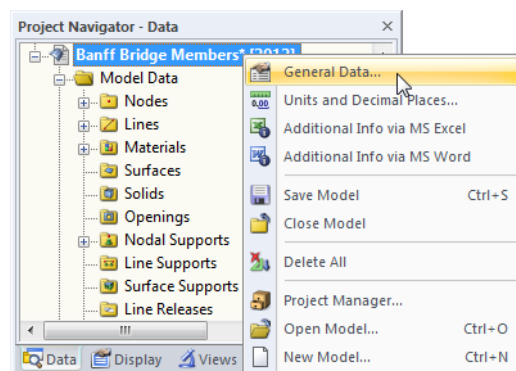 Project Navigator - Data
Banff Bridge Members* [2012]
Model Data
Nodes
Lines
Materials
Surfaces
Solids
Openings
Nodal Supports
Line Supports
Surface Supports
Line Releases
Data Display Views
General Data...
Units and Decimal Places...
Additional Info via MS Excel
Additional Info via MS Word
Save Model Ctrl+S
Close Model
Delete All
Project Manager...
Open Model... Ctrl+O
New Model... Ctrl+N